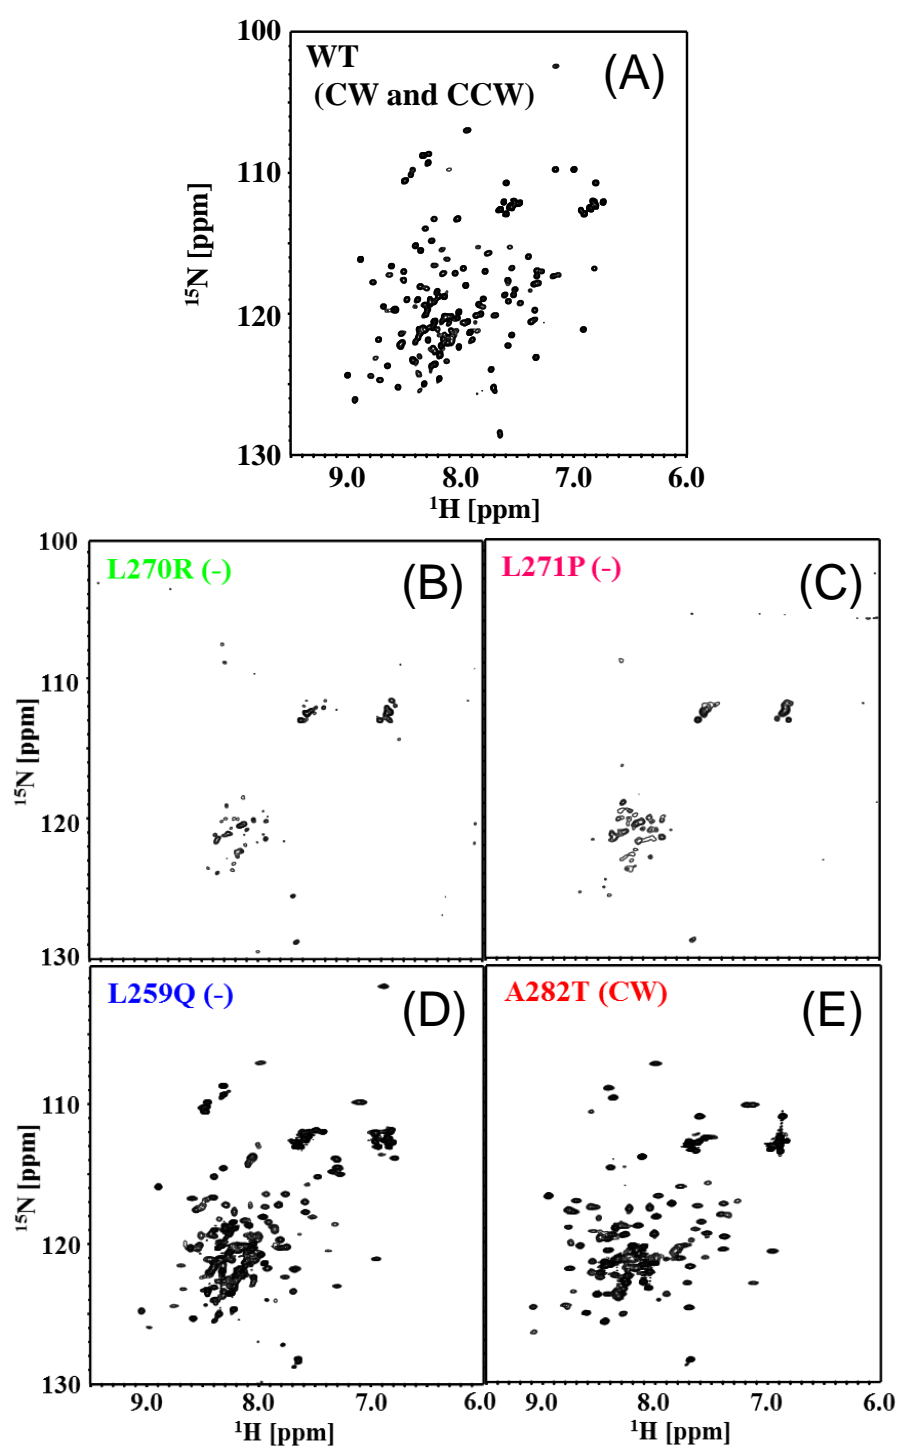 100
WT
(CW and CCW)
(A)
110
120
130
¹⁵N [ppm]
9.0 8.0 7.0 6.0
¹H [ppm]
100
L270R (-)
(B)
L271P (-)
(C)
110
120
130
¹⁵N [ppm]
L259Q (-)
(D)
A282T (CW)
(E)
110
120
130
¹⁵N [ppm]
9.0 8.0 7.0 6.0 9.0 8.0 7.0 6.0
¹H [ppm] ¹H [ppm]